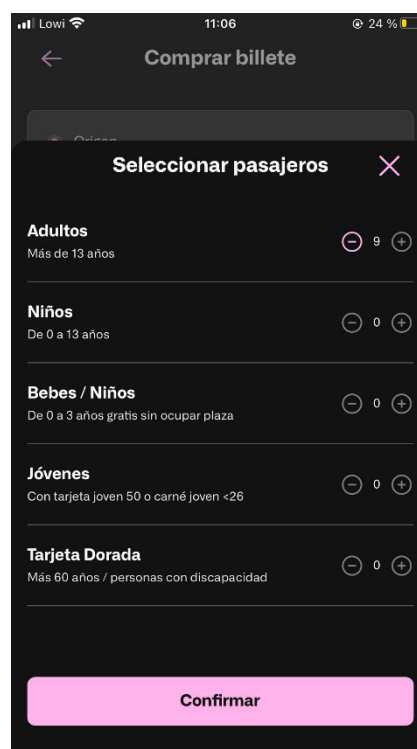 Lowi 11:06 24 %
Comprar billete
Origen
Seleccionar pasajeros
Adultos
Más de 13 años
9
Niños
De 0 a 13 años
0
Bebes / Niños
De 0 a 3 años gratis sin ocupar plaza
0
Jóvenes
Con tarjeta joven 50 o carné joven <26
0
Tarjeta Dorada
Más 60 años / personas con discapacidad
0
Confirmar